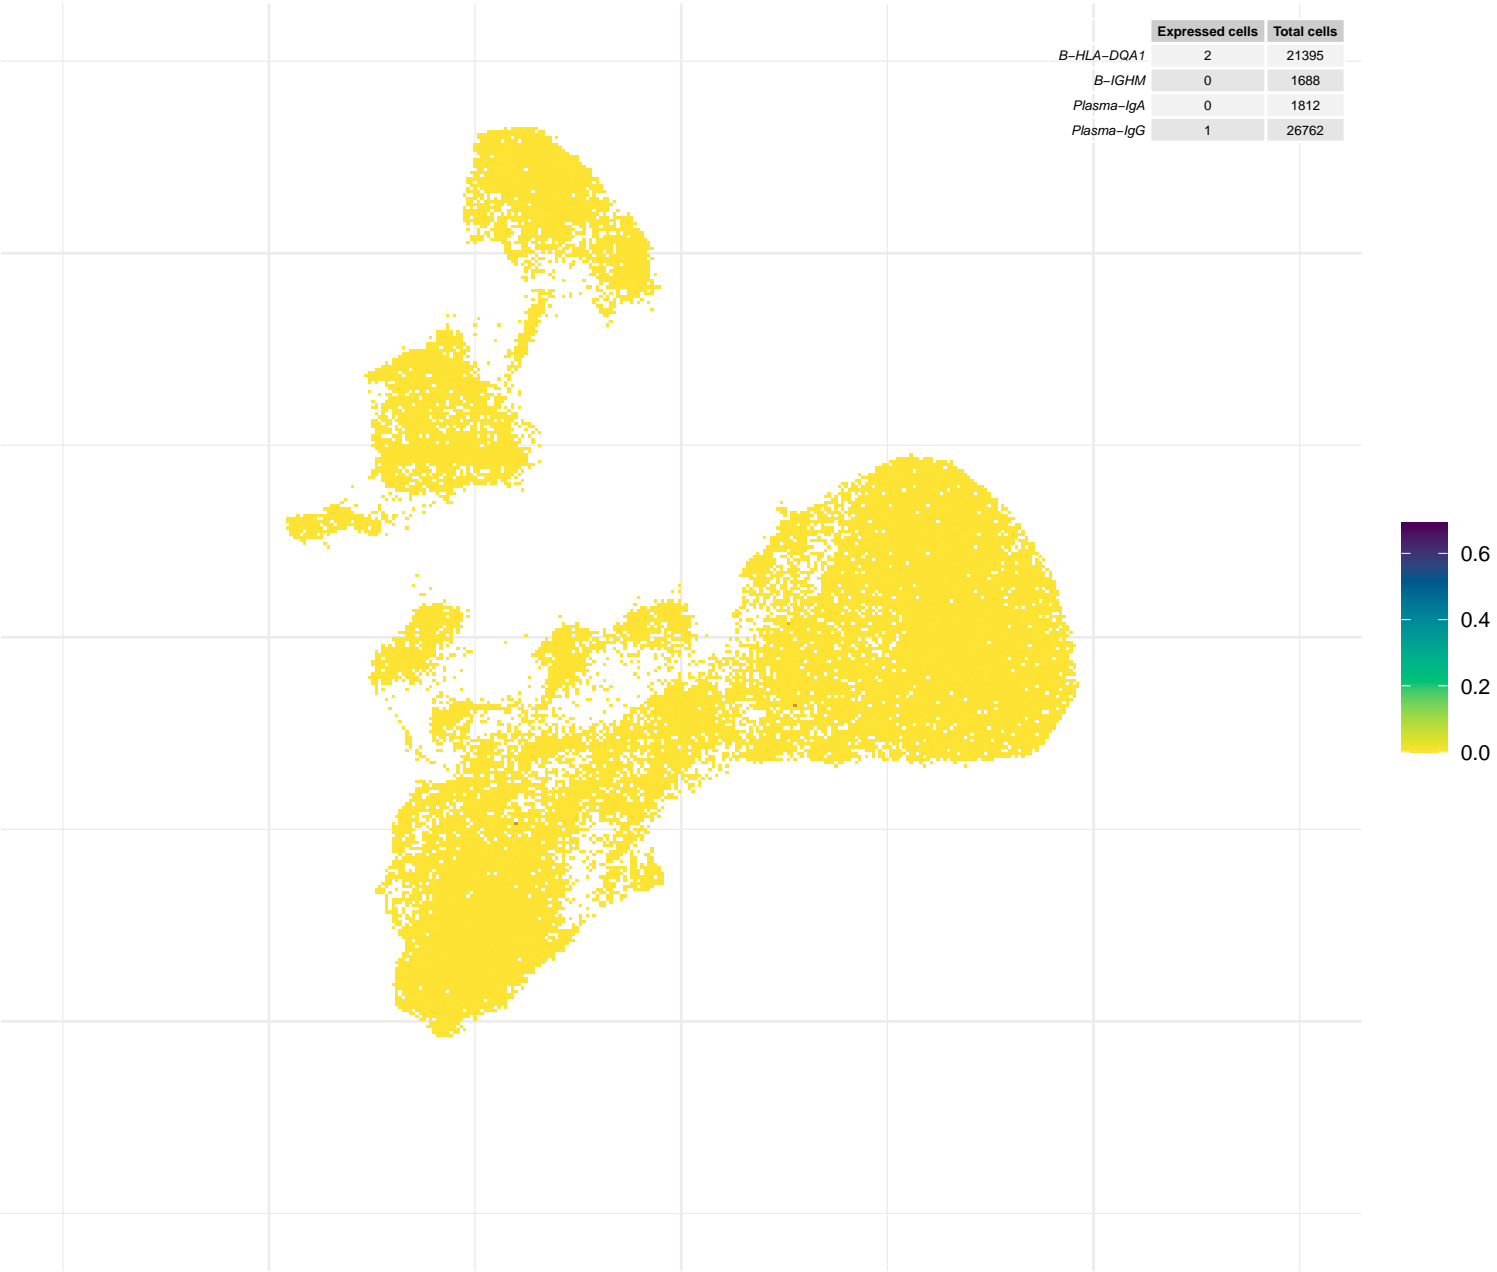 Expressed cells Total cells
B−HLA−DQA1 2 21395
B−IGHM 0 1688
Plasma−IgA 0 1812
Plasma−IgG 1 26762
0.6
0.4
0.2
0.0